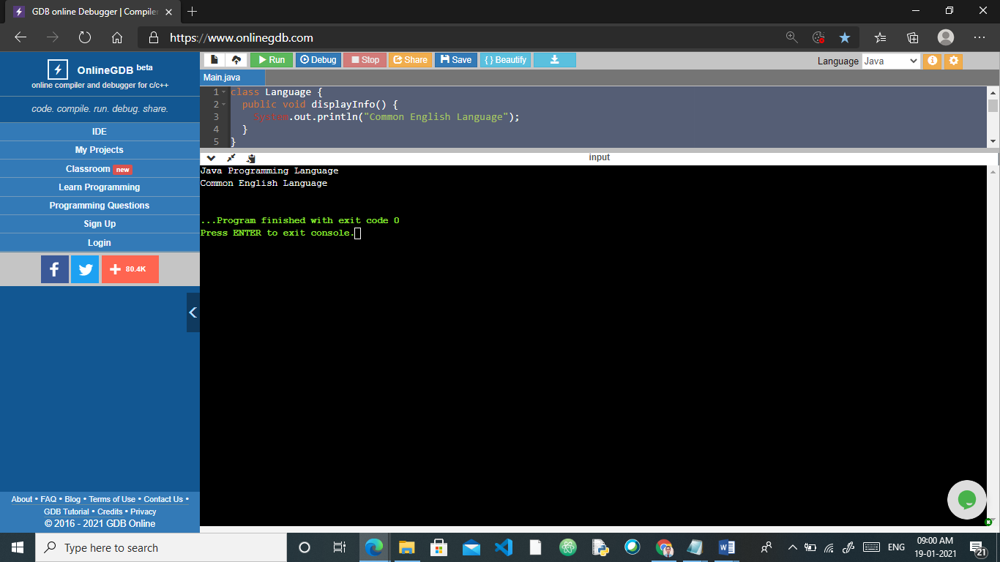 GDB online Debugger | Compiler
https://www.onlinegdb.com
OnlineGDB beta
online compiler and debugger for c/c++
code. compile. run. debug. share.
IDE
My Projects
Classroom new
Learn Programming
Programming Questions
Sign Up
Login
80.4K
About • FAQ • Blog • Terms of Use • Contact Us •
GDB Tutorial • Credits • Privacy
© 2016 - 2021 GDB Online
Run Debug Stop Share Save { } Beautify
Language Java
Main.java
1 class Language {
2 public void displayInfo() {
3 System.out.println("Common English Language");
4 }
5 }
input
Java Programming Language
Common English Language
...Program finished with exit code 0
Press ENTER to exit console.
Type here to search
ENG
09:00 AM
19-01-2021
21